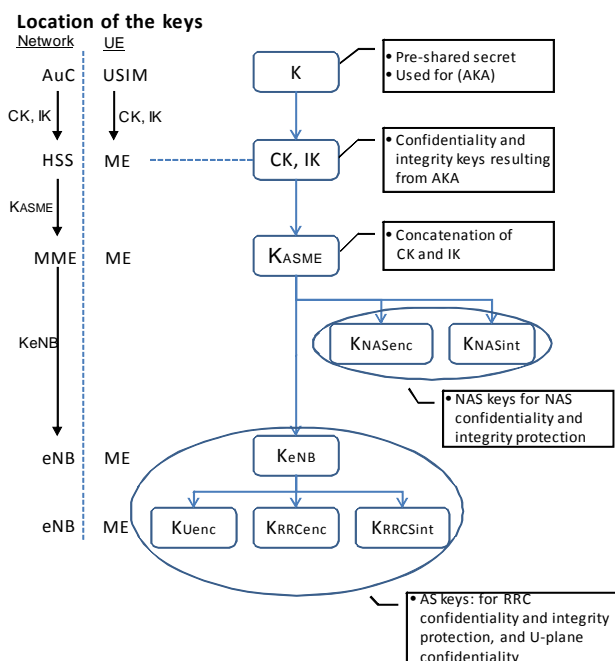 Location of the keys
Network
UE
AuC
USIM
K
• Pre-shared secret
• Used for (AKA)
CK, IK
CK, IK
HSS
ME
CK, IK
• Confidentiality and
integrity keys resulting
from AKA
KASME
MME
ME
KASME
• Concatenation of
CK and IK
KeNB
KNASenc
KNASint
• NAS keys for NAS
confidentiality and
integrity protection
eNB
ME
KeNB
eNB
ME
KUenc
KRRCenc
KRRCSint
• AS keys: for RRC
confidentiality and integrity
protection, and U-plane
confidentiality